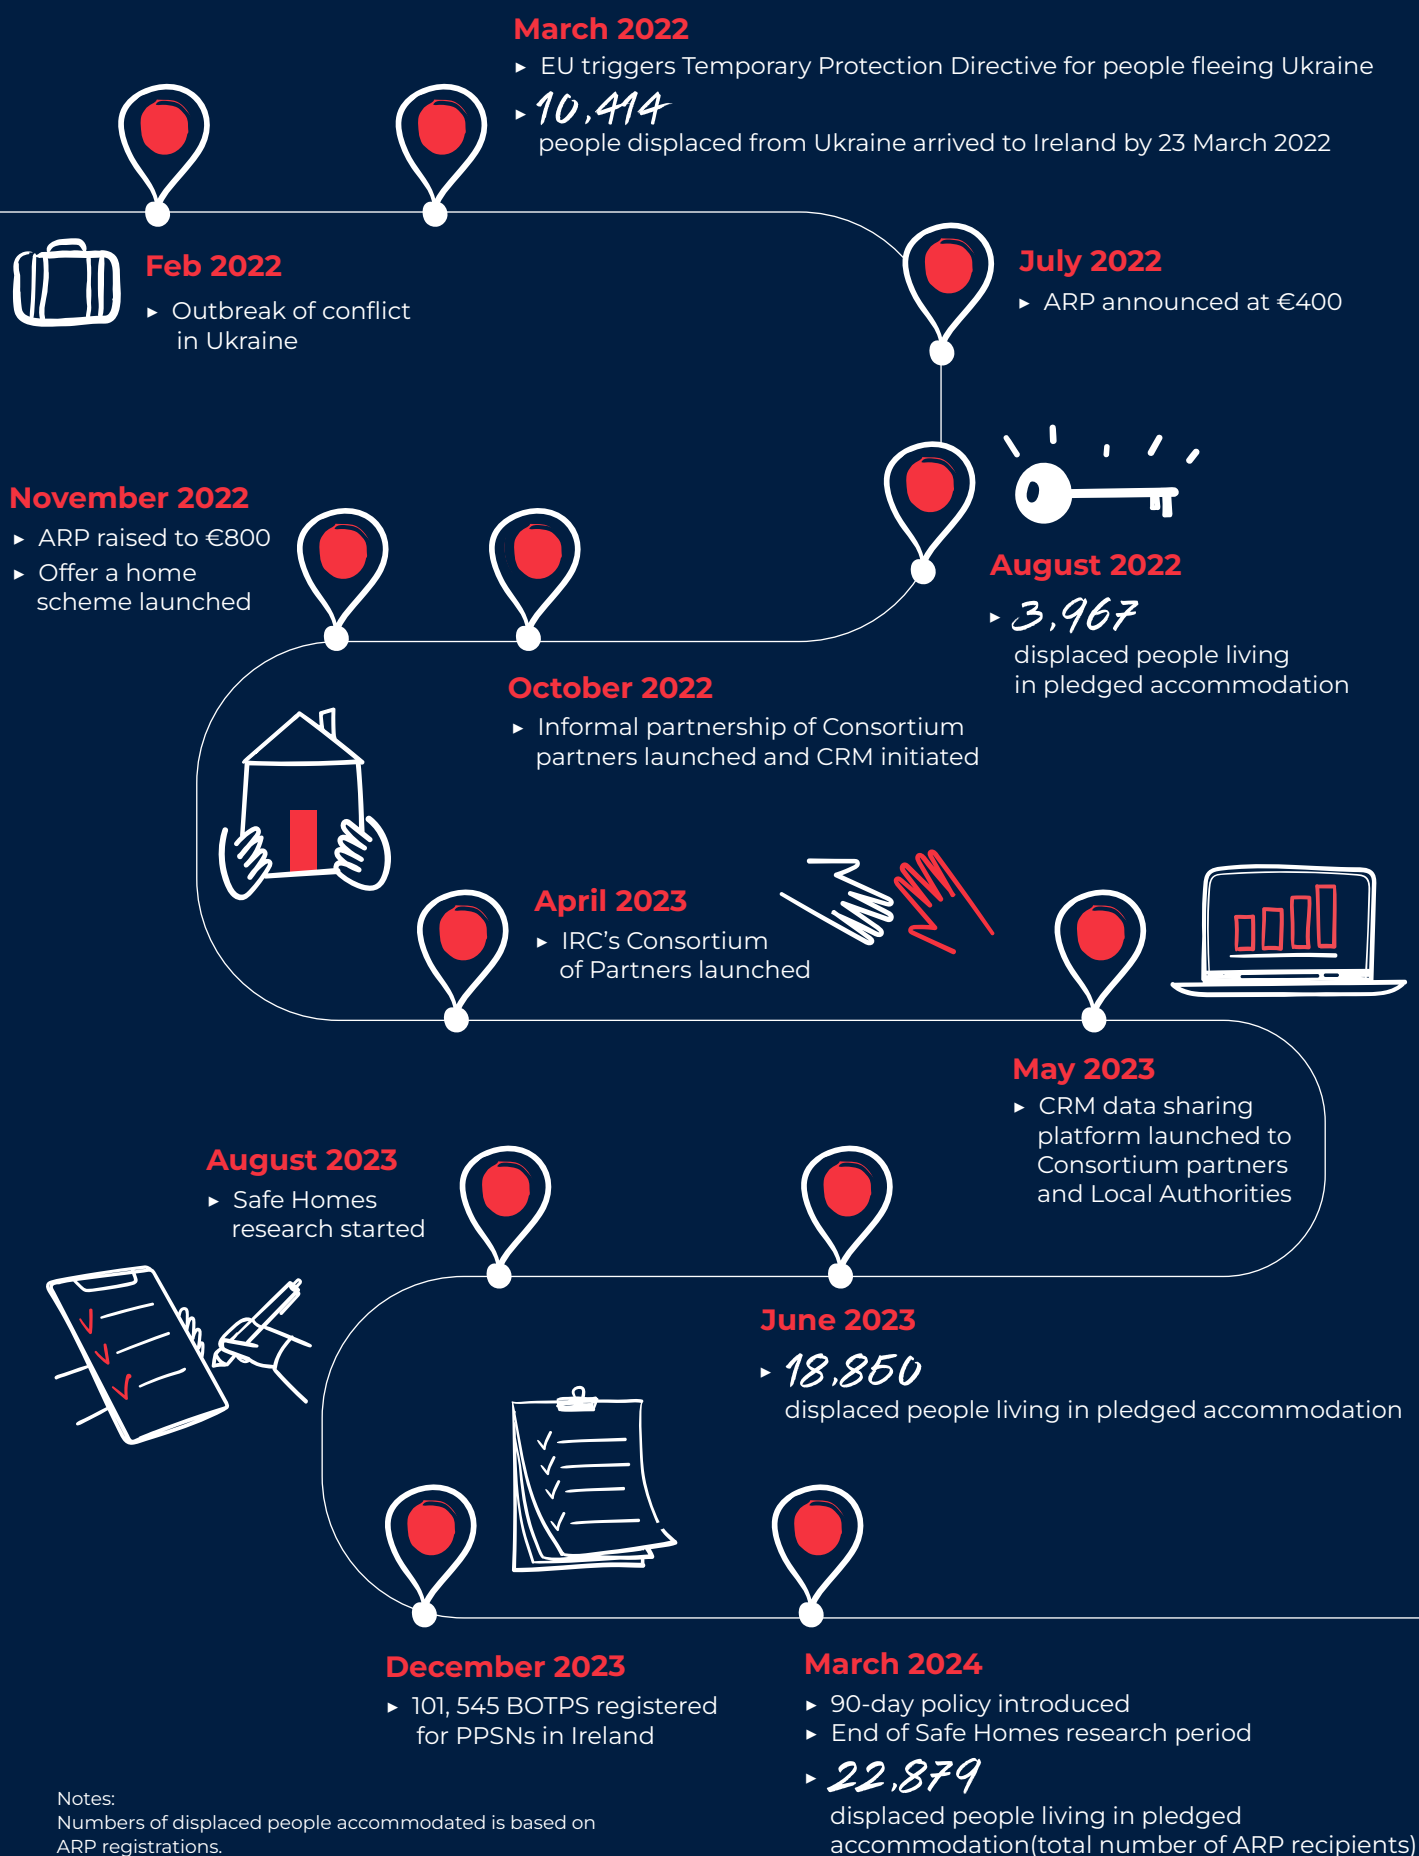 March 2022
▸ EU triggers Temporary Protection Directive for people fleeing Ukraine
▸ 10,414
people displaced from Ukraine arrived to Ireland by 23 March 2022
Feb 2022
▸ Outbreak of conflict
in Ukraine
July 2022
▸ ARP announced at €400
August 2022
▸ 3,967
displaced people living
in pledged accommodation
October 2022
▸ Informal partnership of Consortium
partners launched and CRM initiated
November 2022
▸ ARP raised to €800
▸ Offer a home
scheme launched
April 2023
▸ IRC’s Consortium
of Partners launched
May 2023
▸ CRM data sharing
platform launched to
Consortium partners
and Local Authorities
June 2023
▸ 18,850
displaced people living in pledged accommodation
August 2023
▸ Safe Homes
research started
December 2023
▸ 101, 545 BOTPS registered
for PPSNs in Ireland
March 2024
▸ 90-day policy introduced
▸ End of Safe Homes research period
▸ 22,879
displaced people living in pledged
accommodation(total number of ARP recipients)
Notes:
Numbers of displaced people accommodated is based on
ARP registrations.